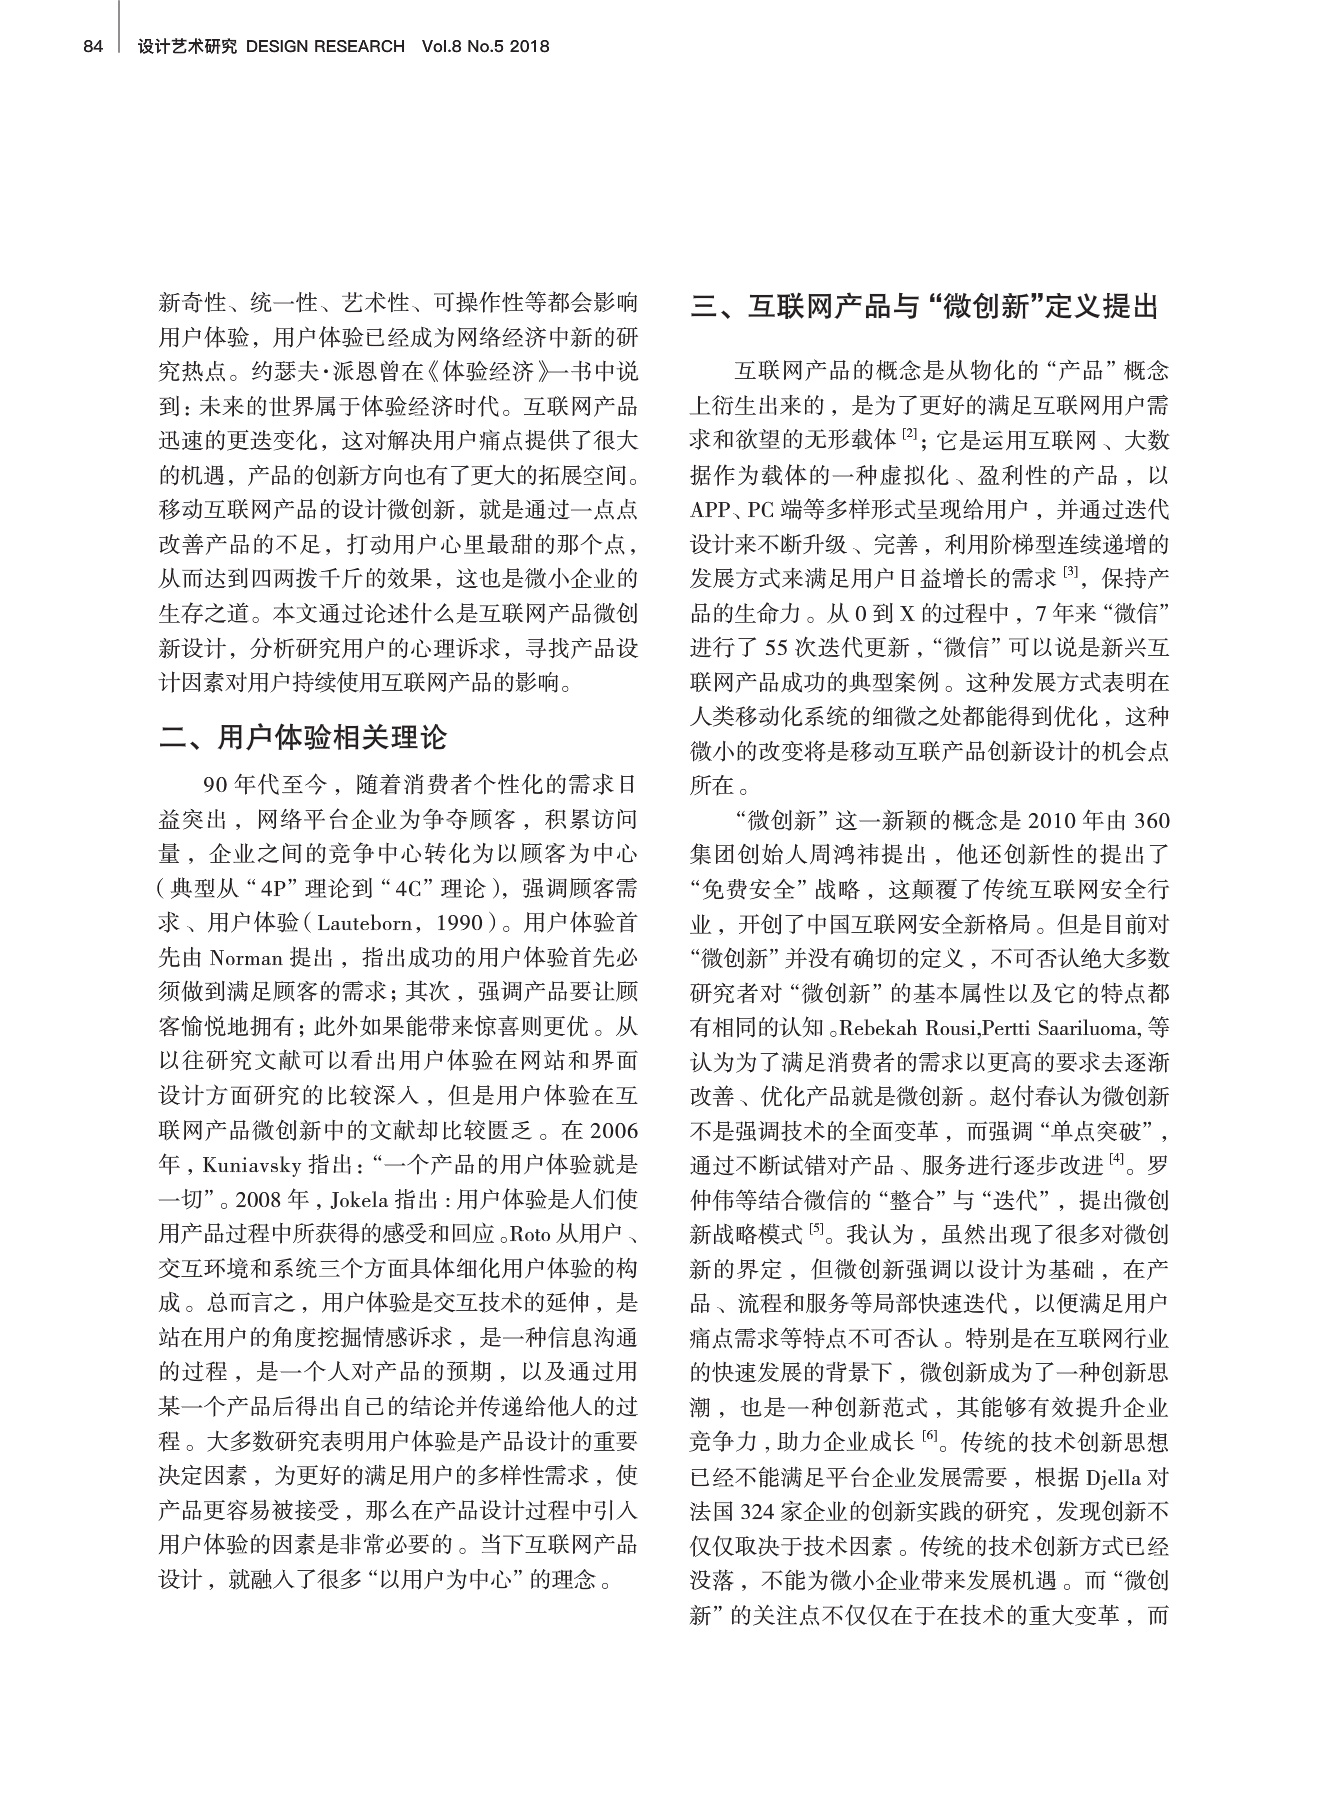 84 设计艺术研究 DESIGN RESEARCH Vol.8 No.5 2018
新奇性、统一性、艺术性、可操作性等都会影响
用户体验，用户体验已经成为网络经济中新的研
究热点。约瑟夫·派恩曾在《体验经济》一书中说
到：未来的世界属于体验经济时代。互联网产品
迅速的更迭变化，这对解决用户痛点提供了很大
的机遇，产品的创新方向也有了更大的拓展空间。
移动互联网产品的设计微创新，就是通过一点点
改善产品的不足，打动用户心里最甜的那个点，
从而达到四两拨千斤的效果，这也是微小企业的
生存之道。本文通过论述什么是互联网产品微创
新设计，分析研究用户的心理诉求，寻找产品设
计因素对用户持续使用互联网产品的影响。
二、用户体验相关理论
90 年代至今，随着消费者个性化的需求日
益突出，网络平台企业为争夺顾客，积累访问
量，企业之间的竞争中心转化为以顾客为中心
（典型从“4P”理论到“4C”理论），强调顾客需
求、用户体验（Lauteborn，1990）。用户体验首
先由 Norman 提出，指出成功的用户体验首先必
须做到满足顾客的需求；其次，强调产品要让顾
客愉悦地拥有；此外如果能带来惊喜则更优。从
以往研究文献可以看出用户体验在网站和界面
设计方面研究的比较深入，但是用户体验在互
联网产品微创新中的文献却比较匮乏。在 2006
年，Kuniavsky 指出：“一个产品的用户体验就是
一切”。2008 年，Jokela 指出：用户体验是人们使
用产品过程中所获得的感受和回应。Roto 从用户、
交互环境和系统三个方面具体细化用户体验的构
成。总而言之，用户体验是交互技术的延伸，是
站在用户的角度挖掘情感诉求，是一种信息沟通
的过程，是一个人对产品的预期，以及通过用
某一个产品后得出自己的结论并传递给他人的过
程。大多数研究表明用户体验是产品设计的重要
决定因素，为更好的满足用户的多样性需求，使
产品更容易被接受，那么在产品设计过程中引入
用户体验的因素是非常必要的。当下互联网产品
设计，就融入了很多“以用户为中心”的理念。
三、互联网产品与“微创新”定义提出
互联网产品的概念是从物化的“产品”概念
上衍生出来的，是为了更好的满足互联网用户需
求和欲望的无形载体[2]；它是运用互联网、大数
据作为载体的一种虚拟化、盈利性的产品，以
APP、PC 端等多样形式呈现给用户，并通过迭代
设计来不断升级、完善，利用阶梯型连续递增的
发展方式来满足用户日益增长的需求[3]，保持产
品的生命力。从 0 到 X 的过程中，7 年来“微信”
进行了 55 次迭代更新，“微信”可以说是新兴互
联网产品成功的典型案例。这种发展方式表明在
人类移动化系统的细微之处都能得到优化，这种
微小的改变将是移动互联产品创新设计的机会点
所在。
“微创新”这一新颖的概念是 2010 年由 360
集团创始人周鸿祎提出，他还创新性的提出了
“免费安全”战略，这颠覆了传统互联网安全行
业，开创了中国互联网安全新格局。但是目前对
“微创新”并没有确切的定义，不可否认绝大多数
研究者对“微创新”的基本属性以及它的特点都
有相同的认知。Rebekah Rousi,Pertti Saariluoma, 等
认为为了满足消费者的需求以更高的要求去逐渐
改善、优化产品就是微创新。赵付春认为微创新
不是强调技术的全面变革，而强调“单点突破”，
通过不断试错对产品、服务进行逐步改进[4]。罗
仲伟等结合微信的“整合”与“迭代”，提出微创
新战略模式[5]。我认为，虽然出现了很多对微创
新的界定，但微创新强调以设计为基础，在产
品、流程和服务等局部快速迭代，以便满足用户
痛点需求等特点不可否认。特别是在互联网行业
的快速发展的背景下，微创新成为了一种创新思
潮，也是一种创新范式，其能够有效提升企业
竞争力，助力企业成长[6]。传统的技术创新思想
已经不能满足平台企业发展需要，根据 Djella 对
法国 324 家企业的创新实践的研究，发现创新不
仅仅取决于技术因素。传统的技术创新方式已经
没落，不能为微小企业带来发展机遇。而“微创
新”的关注点不仅仅在于在技术的重大变革，而